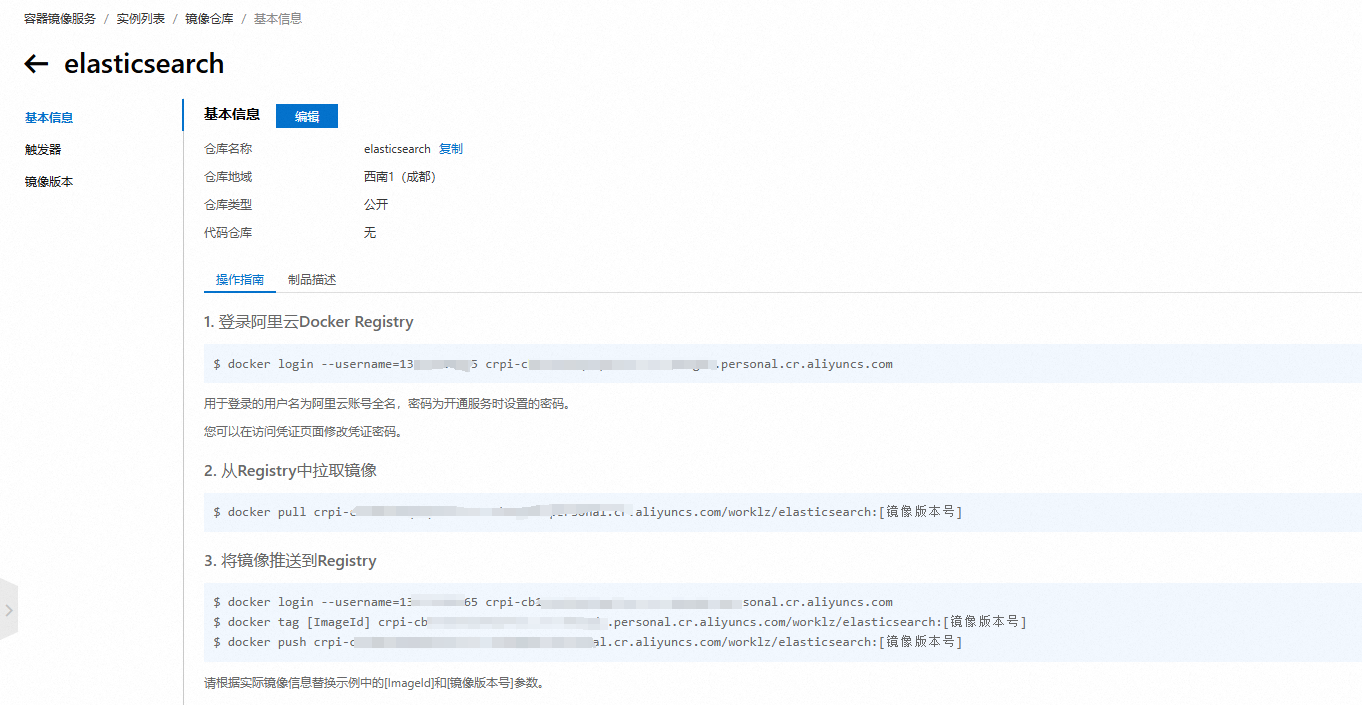 容器镜像服务 / 实例列表 / 镜像仓库 / 基本信息
← elasticsearch
基本信息
触发器
镜像版本
基本信息 编辑
仓库名称 elasticsearch 复制
仓库地域 西南1（成都）
仓库类型 公开
代码仓库 无
操作指南 制品描述
1. 登录阿里云Docker Registry
$ docker login --username=13 5 crpi-c .personal.cr.aliyuncs.com
用于登录的用户名为阿里云账号全名，密码为开通服务时设置的密码。
您可以在访问凭证页面修改凭证密码。
2. 从Registry中拉取镜像
$ docker pull crpi-c personal.cr.aliyuncs.com/worklz/elasticsearch:[镜像版本号]
3. 将镜像推送到Registry
$ docker login --username=13 65 crpi-cb1 sonal.cr.aliyuncs.com
$ docker tag [ImageId] crpi-cb .personal.cr.aliyuncs.com/worklz/elasticsearch:[镜像版本号]
$ docker push crpi-c al.cr.aliyuncs.com/worklz/elasticsearch:[镜像版本号]
请根据实际镜像信息替换示例中的[ImageId]和[镜像版本号]参数。